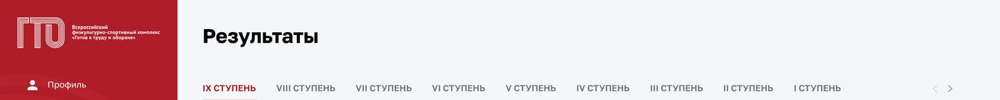 ГТО
Всероссийский
физкультурно-спортивный комплекс
«Готов к труду и обороне»
Профиль
Результаты
IX СТУПЕНЬ VIII СТУПЕНЬ VII СТУПЕНЬ VI СТУПЕНЬ V СТУПЕНЬ IV СТУПЕНЬ III СТУПЕНЬ II СТУПЕНЬ I СТУПЕНЬ